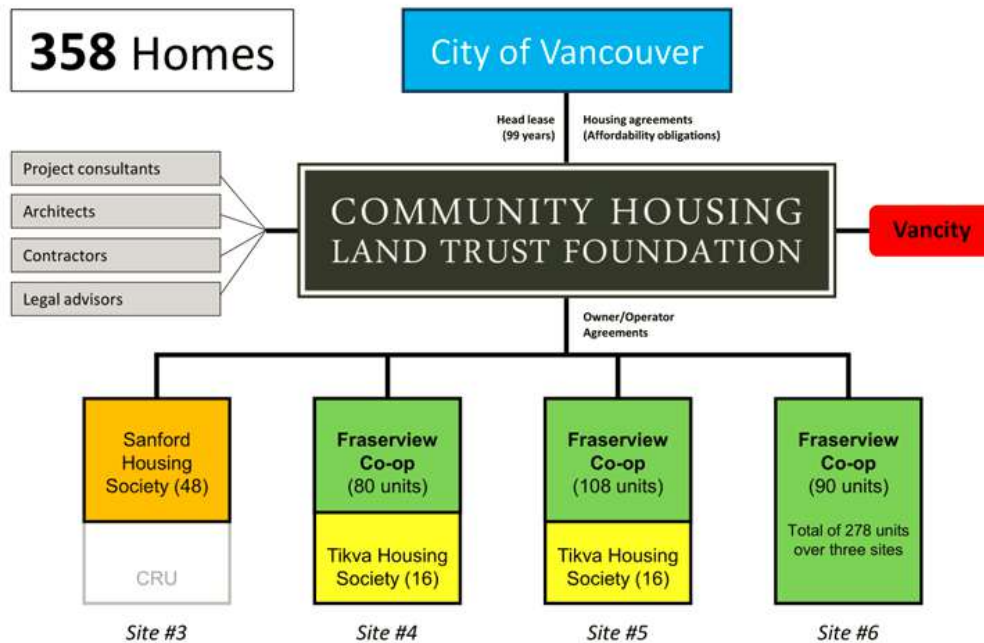 358 Homes
City of Vancouver
Head lease
(99 years)
Housing agreements
(Affordability obligations)
Project consultants
Architects
Contractors
Legal advisors
COMMUNITY HOUSING
LAND TRUST FOUNDATION
Vancity
Owner/Operator
Agreements
Sanford
Housing
Society (48)
CRU
Site #3
Fraserview
Co-op
(80 units)
Tikva Housing
Society (16)
Site #4
Fraserview
Co-op
(108 units)
Tikva Housing
Society (16)
Site #5
Fraserview
Co-op
(90 units)
Total of 278 units
over three sites
Site #6